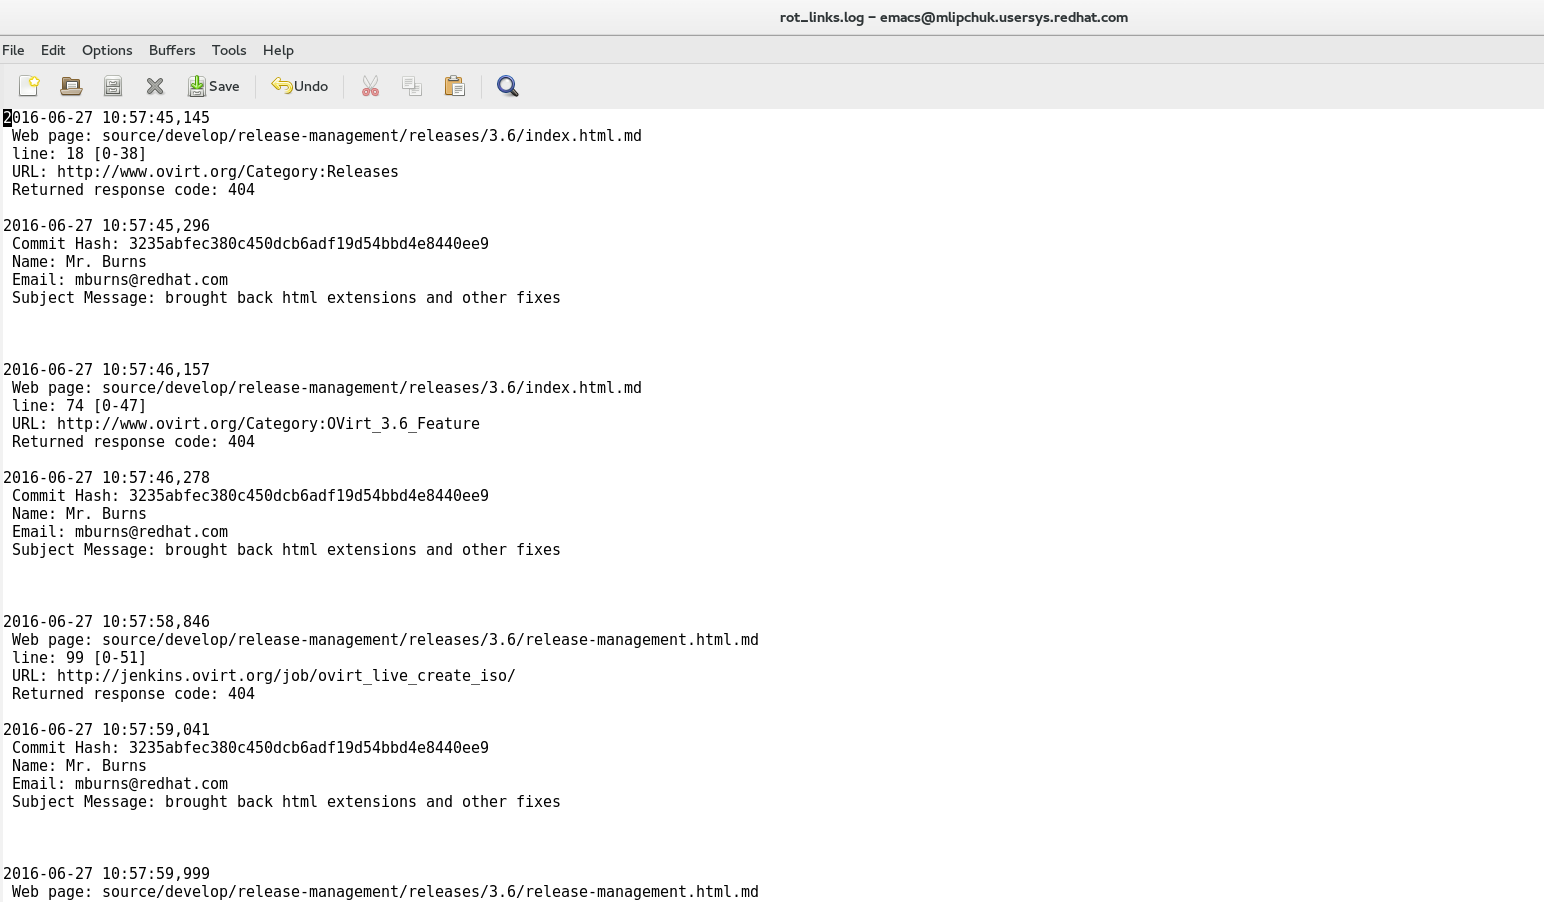 rot_links.log – emacs@mlipchuk.usersys.redhat.com
File Edit Options Buffers Tools Help
Save Undo
2016-06-27 10:57:45,145
Web page: source/develop/release-management/releases/3.6/index.html.md
line: 18 [0-38]
URL: http://www.ovirt.org/Category:Releases
Returned response code: 404
2016-06-27 10:57:45,296
Commit Hash: 3235abfec380c450dcb6adf19d54bbd4e8440ee9
Name: Mr. Burns
Email: mburns@redhat.com
Subject Message: brought back html extensions and other fixes
2016-06-27 10:57:46,157
Web page: source/develop/release-management/releases/3.6/index.html.md
line: 74 [0-47]
URL: http://www.ovirt.org/Category:OVirt_3.6_Feature
Returned response code: 404
2016-06-27 10:57:46,278
Commit Hash: 3235abfec380c450dcb6adf19d54bbd4e8440ee9
Name: Mr. Burns
Email: mburns@redhat.com
Subject Message: brought back html extensions and other fixes
2016-06-27 10:57:58,846
Web page: source/develop/release-management/releases/3.6/release-management.html.md
line: 99 [0-51]
URL: http://jenkins.ovirt.org/job/ovirt_live_create_iso/
Returned response code: 404
2016-06-27 10:57:59,041
Commit Hash: 3235abfec380c450dcb6adf19d54bbd4e8440ee9
Name: Mr. Burns
Email: mburns@redhat.com
Subject Message: brought back html extensions and other fixes
2016-06-27 10:57:59,999
Web page: source/develop/release-management/releases/3.6/release-management.html.md